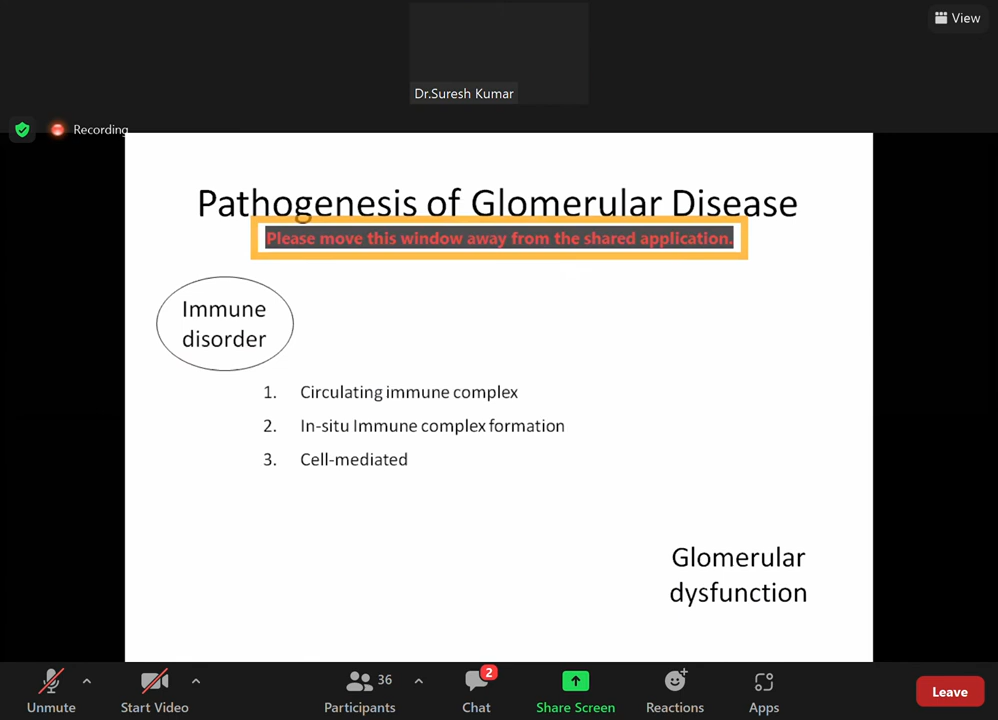 View
Dr.Suresh Kumar
Recording
Pathogenesis of Glomerular Disease
Please move this window away from the shared application.
Immune
disorder
1. Circulating immune complex
2. In-situ Immune complex formation
3. Cell-mediated
Glomerular
dysfunction
2
36
Unmute
Start Video
Participants
Chat
Share Screen
Reactions
Apps
Leave